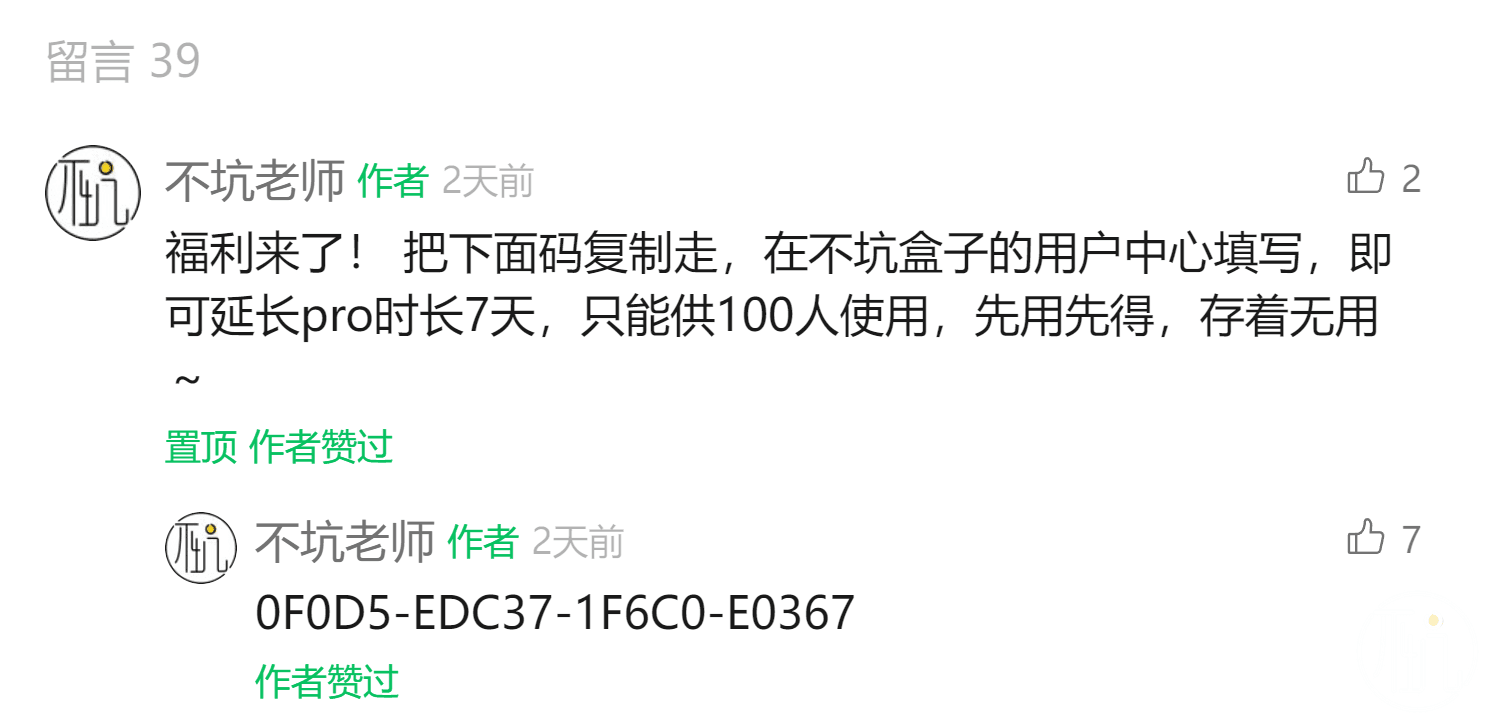 留言 39
不坑老师 作者 2天前 2
福利来了！ 把下面码复制走，在不坑盒子的用户中心填写，即
可延长pro时长7天，只能供100人使用，先用先得，存着无用
~
置顶 作者赞过
不坑老师 作者 2天前 7
0F0D5-EDC37-1F6C0-E0367
作者赞过